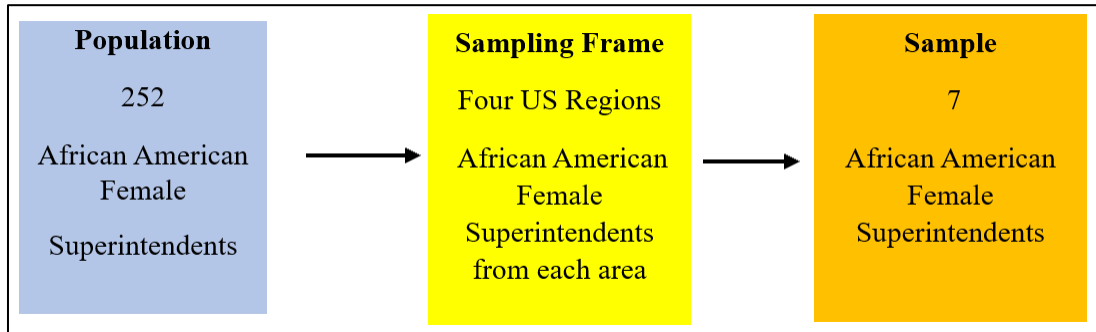 Population
252
African American
Female
Superintendents
Sampling Frame
Four US Regions
African American
Female
Superintendents
from each area
Sample
7
African American
Female
Superintendents